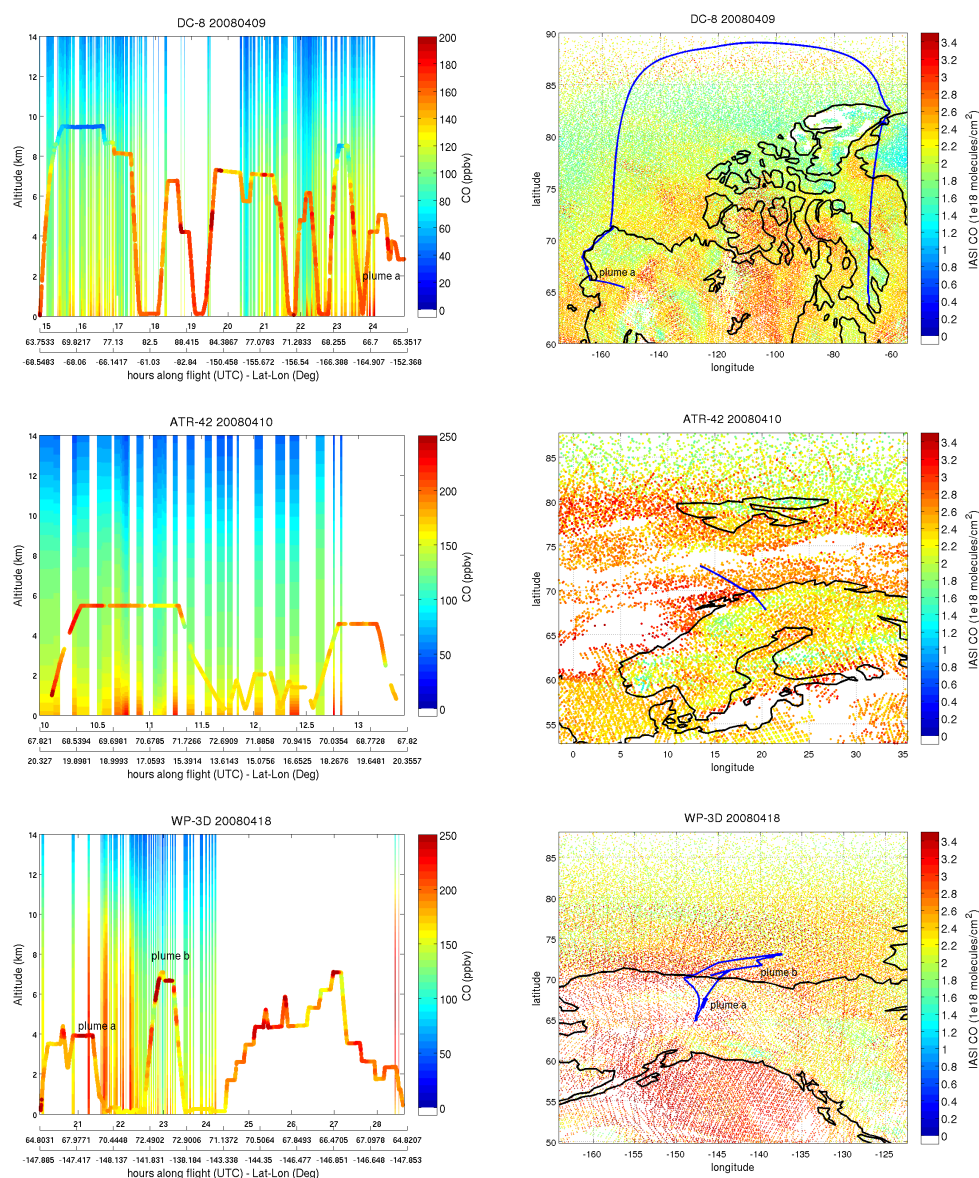 DC-8 20080409
14
12
10
8
6
4
2
0
Altitude (km)
plume a
15 16 17 18 19 20 21 22 23 24
63.7533 69.8217 77.13 82.5 88.415 84.3867 77.0783 71.2833 68.255 66.7 65.3517
-68.5483 -68.06 -66.1417 -61.03 -82.84 -150.458 -155.672 -156.54 -166.388 -164.907 -152.368
hours along flight (UTC) - Lat-Lon (Deg)
200
180
160
140
120
100
80
60
40
20
0
CO (ppbv)
DC-8 20080409
90
85
80
75
70
65
60
latitude
plume a
-160 -140 -120 -100 -80 -60
longitude
3.4
3.2
3
2.8
2.6
2.4
2.2
2
1.8
1.6
1.4
1.2
1
0.8
0.6
0.4
0.2
0
IASI CO (1e18 molecules/cm²)
ATR-42 20080410
14
12
10
8
6
4
2
0
Altitude (km)
10 10.5 11 11.5 12 12.5 13
67.821 68.5394 69.6981 70.6785 71.7266 72.6909 71.8858 70.9415 70.0354 68.7728 67.82
20.327 19.8981 18.9993 17.0593 15.3914 13.6143 15.0756 16.6525 18.2676 19.6481 20.3557
hours along flight (UTC) - Lat-Lon (Deg)
250
200
150
100
50
0
CO (ppbv)
ATR-42 20080410
85
80
75
70
65
60
55
latitude
0 5 10 15 20 25 30 35
longitude
3.4
3.2
3
2.8
2.6
2.4
2.2
2
1.8
1.6
1.4
1.2
1
0.8
0.6
0.4
0.2
0
IASI CO (1e18 molecules/cm²)
WP-3D 20080418
14
12
10
8
6
4
2
0
Altitude (km)
plume b
plume a
21 22 23 24 25 26 27 28
64.8031 67.9771 70.4448 72.4902 72.9006 71.1372 70.5064 67.8493 66.4705 67.0978 64.8207
-147.885 -147.417 -148.137 -141.831 -138.184 -143.338 -144.35 -146.477 -146.851 -146.648 -147.853
hours along flight (UTC) - Lat-Lon (Deg)
250
200
150
100
50
0
CO (ppbv)
WP-3D 20080418
85
80
75
70
65
60
55
50
latitude
plume b
plume a
-160 -155 -150 -145 -140 -135 -130 -125
longitude
3.4
3.2
3
2.8
2.6
2.4
2.2
2
1.8
1.6
1.4
1.2
1
0.8
0.6
0.4
0.2
0
IASI CO (1e18 molecules/cm²)